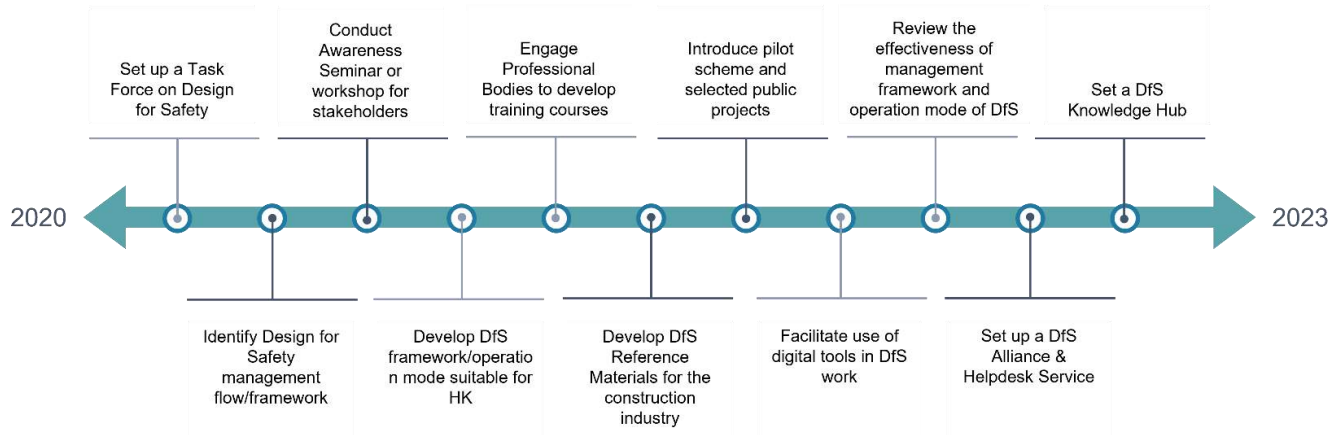 Set up a Task
Force on Design
for Safety
Conduct
Awareness
Seminar or
workshop for
stakeholders
Engage
Professional
Bodies to develop
training courses
Introduce pilot
scheme and
selected public
projects
Review the
effectiveness of
management
framework and
operation mode of DfS
Set a DfS
Knowledge Hub
2020
2023
Identify Design for
Safety
management
flow/framework
Develop DfS
framework/operatio
n mode suitable for
HK
Develop DfS
Reference
Materials for the
construction
industry
Facilitate use of
digital tools in DfS
work
Set up a DfS
Alliance &
Helpdesk Service